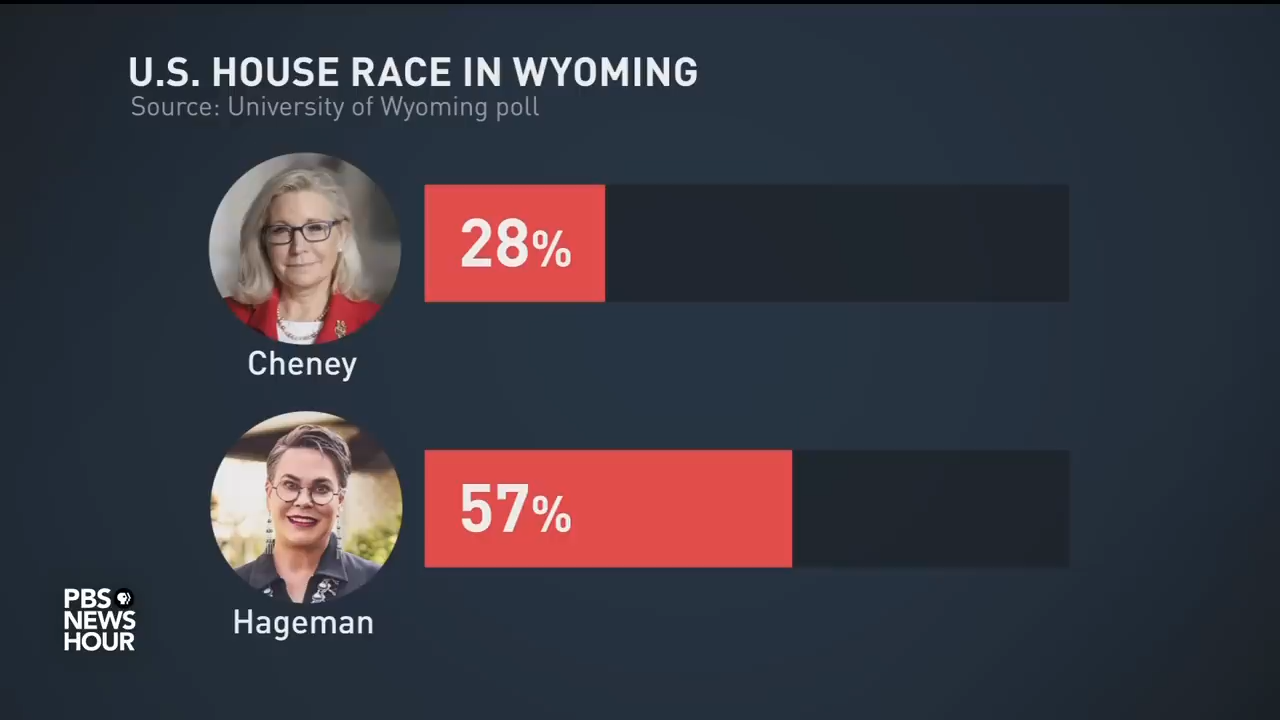 U.S. HOUSE RACE IN WYOMING
Source: University of Wyoming poll
28%
Cheney
57%
Hageman
PBS
NEWS
HOUR